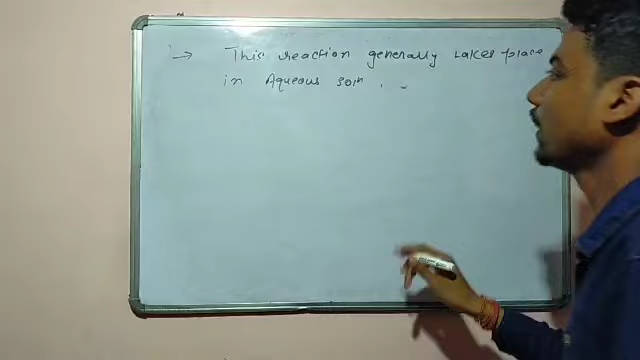 → This reaction generally takes place
in Aqueous soln.